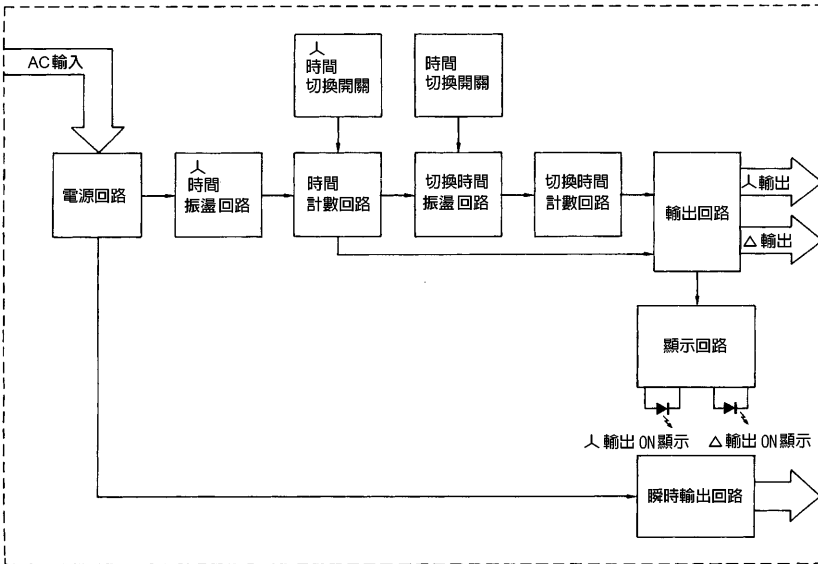 AC輸入
人
時間
切換開關
時間
切換開關
電源回路
人
時間
振盪回路
時間
計數回路
切換時間
振盪回路
切換時間
計數回路
輸出回路
人輸出
△輸出
顯示回路
人輸出ON顯示
△輸出ON顯示
瞬時輸出回路